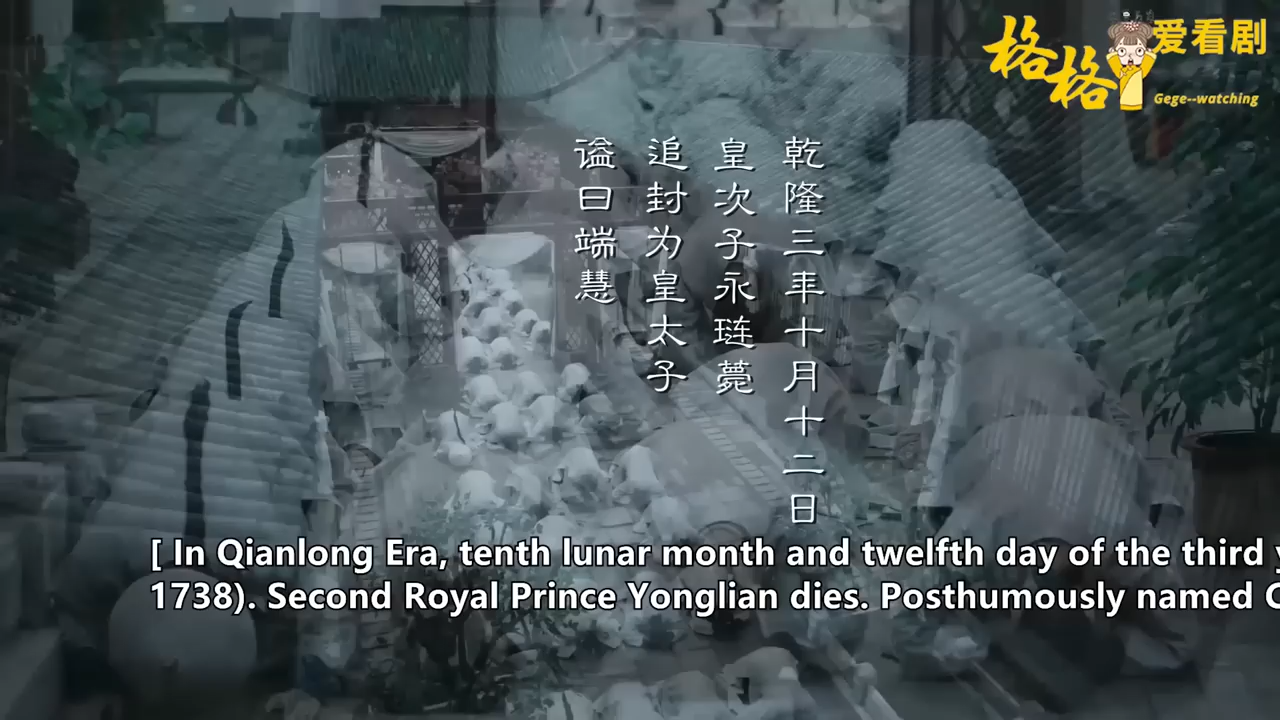 格格
爱看剧
Gege--watching
乾隆三年十月十二日
皇次子永琏薨
追封为皇太子
谥曰端慧
[ In Qianlong Era, tenth lunar month and twelfth day of the third
1738). Second Royal Prince Yonglian dies. Posthumously named